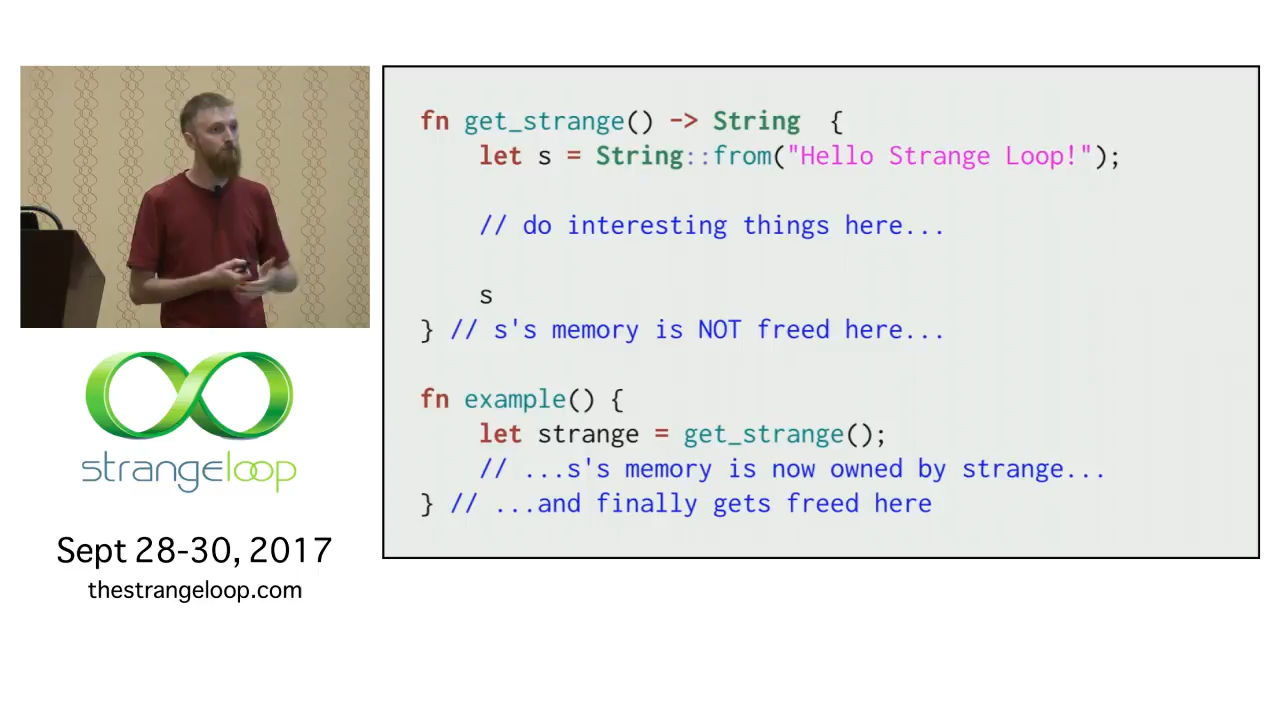 fn get_strange() -> String  {
    let s = String::from("Hello Strange Loop!");
    // do interesting things here...
    s
} // s's memory is NOT freed here...
fn example() {
    let strange = get_strange();
    // ...s's memory is now owned by strange...
} // ...and finally gets freed here
strangeloop
Sept 28-30, 2017
thestrangeloop.com